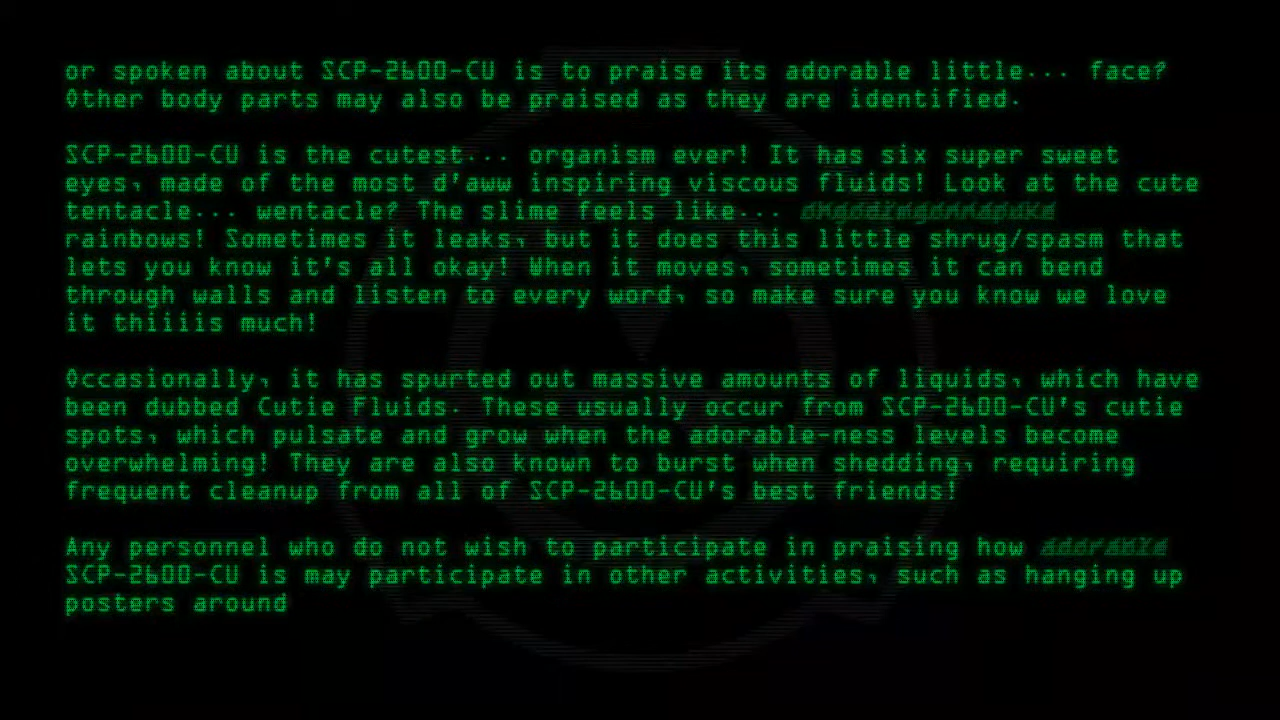 or spoken about SCP-2600-CU is to praise its adorable little... face?
Other body parts may also be praised as they are identified.
SCP-2600-CU is the cutest... organism ever! It has six super sweet
eyes, made of the most d'aww inspiring viscous fluids! Look at the cute
tentacle... wentacle? The slime feels like...
rainbows! Sometimes it leaks, but it does this little shrug/spasm that
lets you know it's all okay! When it moves, sometimes it can bend
through walls and listen to every word, so make sure you know we love
it thiiiiis much!
Occasionally, it has spurted out massive amounts of liquids, which have
been dubbed Cutie Fluids. These usually occur from SCP-2600-CU's cutie
spots, which pulsate and grow when the adorable-ness levels become
overwhelming! They are also known to burst when shedding, requiring
frequent cleanup from all of SCP-2600-CU's best friends!
Any personnel who do not wish to participate in praising how
SCP-2600-CU is may participate in other activities, such as hanging up
posters around